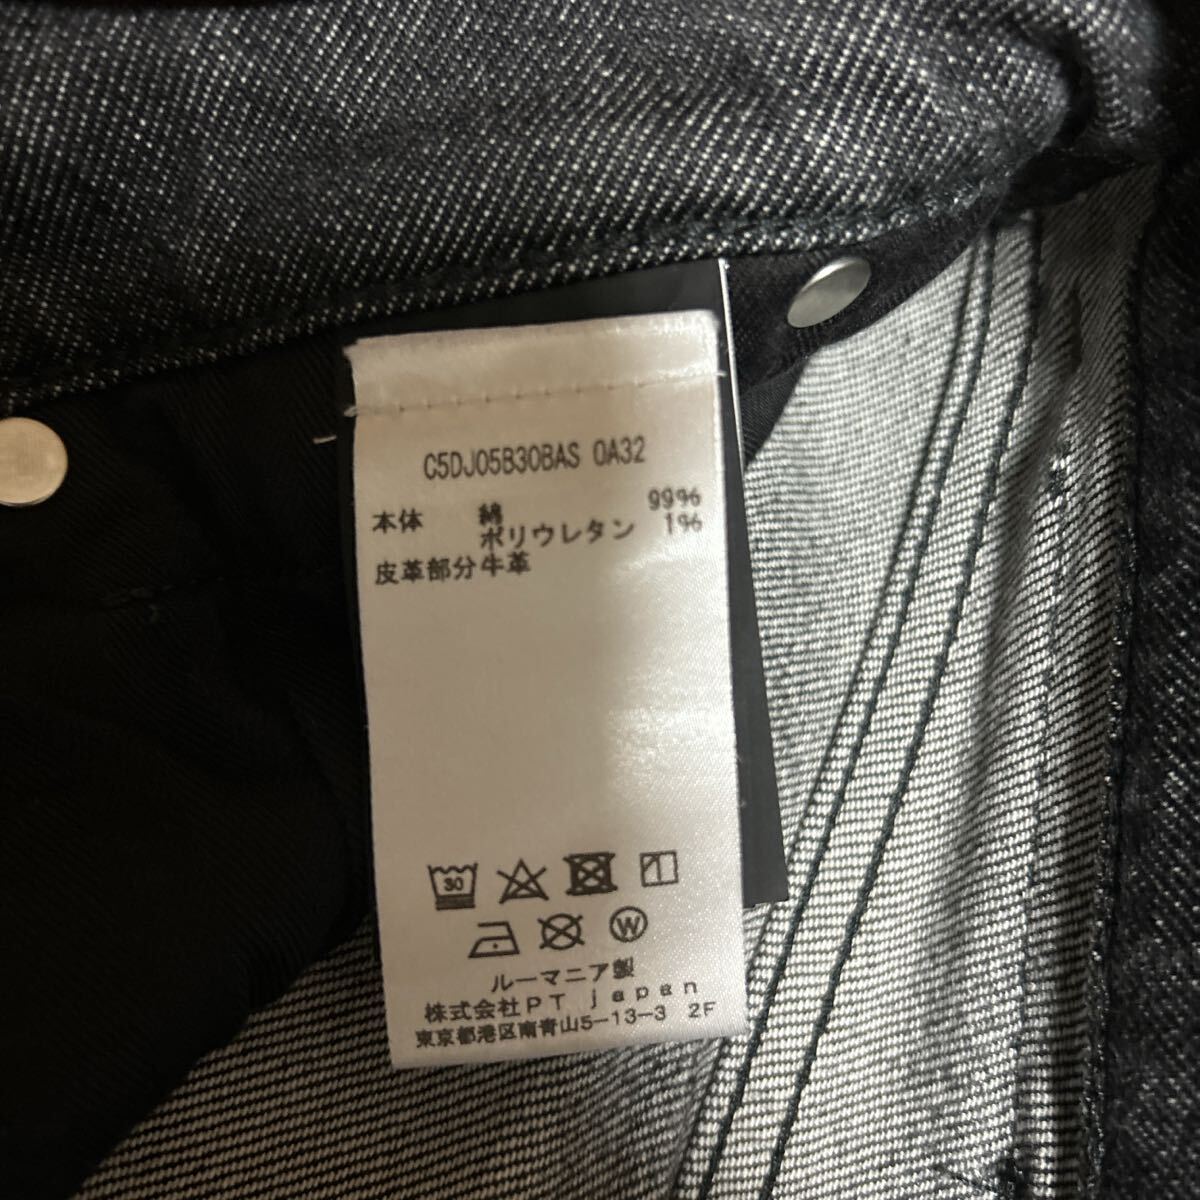 C5DJ05B30BAS 0A32
本体 綿 99%
ポリウレタン 1%
皮革部分牛革
30
W
ルーマニア製
株式会社PT japan
東京都港区南青山5-13-3 2F